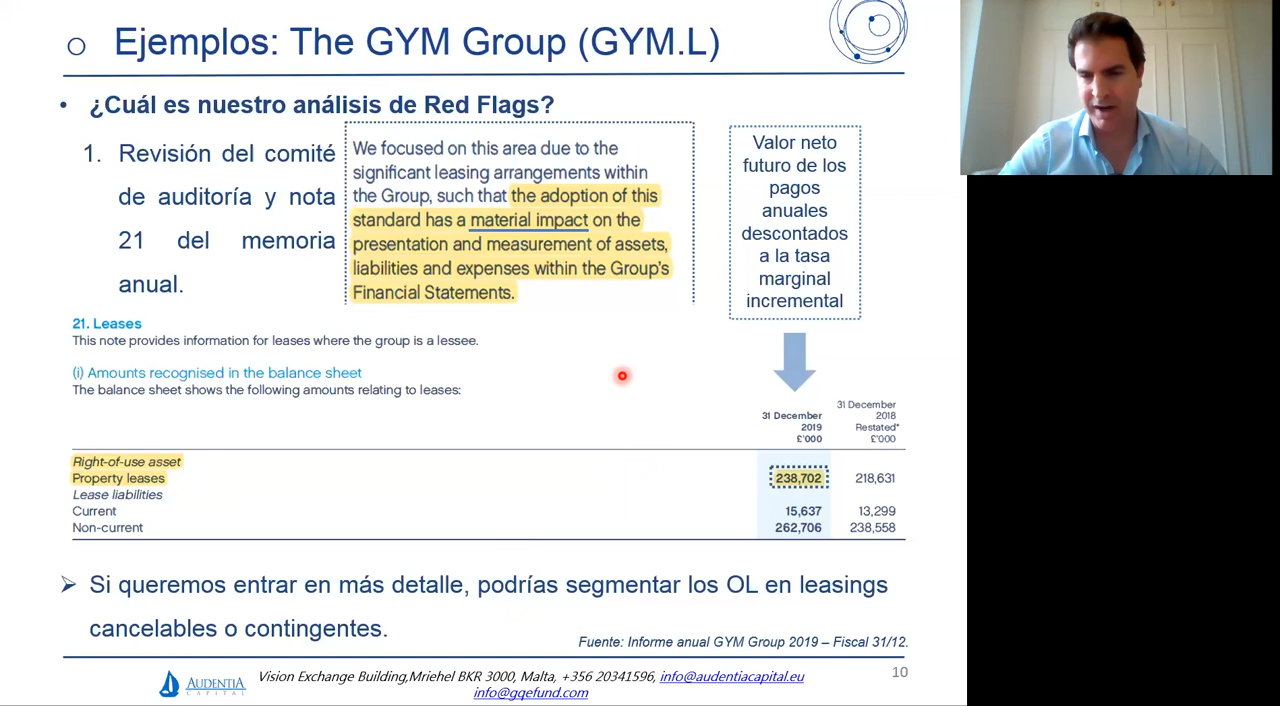 o Ejemplos: The GYM Group (GYM.L)
• ¿Cuál es nuestro análisis de Red Flags?
1. Revisión del comité
de auditoría y nota
21 del memoria
anual.
We focused on this area due to the
significant leasing arrangements within
the Group, such that the adoption of this
standard has a material impact on the
presentation and measurement of assets,
liabilities and expenses within the Group's
Financial Statements.
Valor neto
futuro de los
pagos
anuales
descontados
a la tasa
marginal
incremental
21. Leases
This note provides information for leases where the group is a lessee.
(i) Amounts recognised in the balance sheet
The balance sheet shows the following amounts relating to leases:
31 December
2019
£'000
31 December
2018
Restated*
£'000
Right-of-use asset
Property leases 238,702 218,631
Lease liabilities
Current 15,637 13,299
Non-current 262,706 238,558
➢ Si queremos entrar en más detalle, podrías segmentar los OL en leasings
cancelables o contingentes.
Fuente: Informe anual GYM Group 2019 – Fiscal 31/12.
AUDENTIA
CAPITAL
Vision Exchange Building,Mriehel BKR 3000, Malta, +356 20341596, info@audentiacapital.eu
info@gqefund.com
10